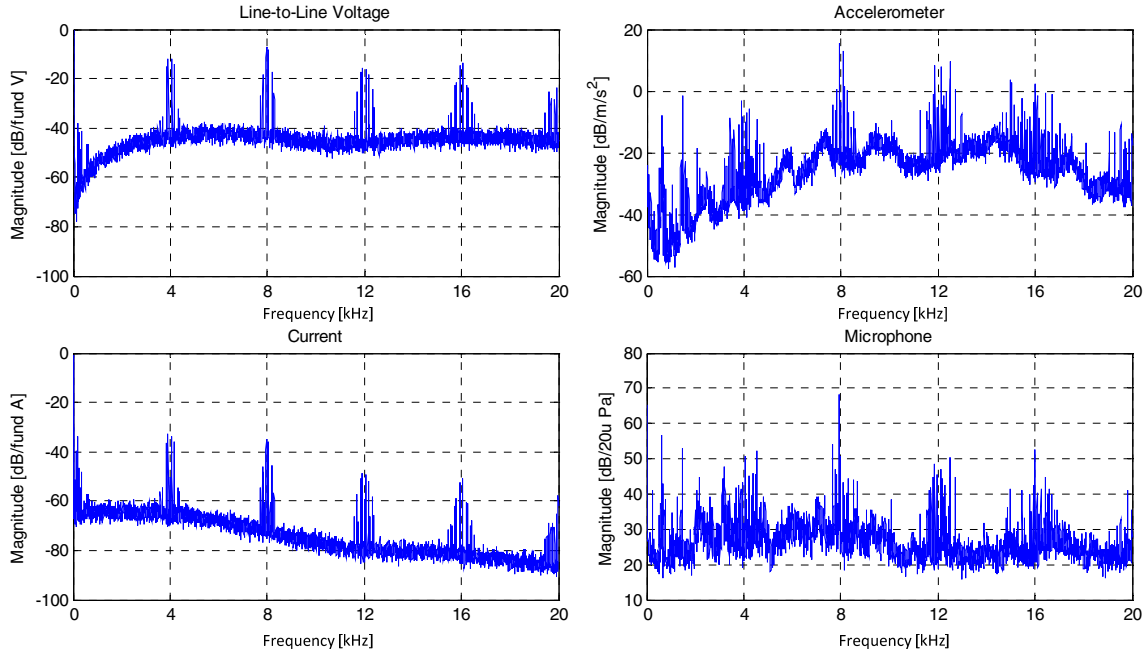 Line-to-Line Voltage
Magnitude [dB/fund V]
0
-20
-40
-60
-80
-100
0 4 8 12 16 20
Frequency [kHz]
Accelerometer
Magnitude [dB/m/s²]
20
0
-20
-40
-60
0 4 8 12 16 20
Frequency [kHz]
Current
Magnitude [dB/fund A]
0
-20
-40
-60
-80
-100
0 4 8 12 16 20
Frequency [kHz]
Microphone
Magnitude [dB/20u Pa]
80
70
60
50
40
30
20
10
0 4 8 12 16 20
Frequency [kHz]